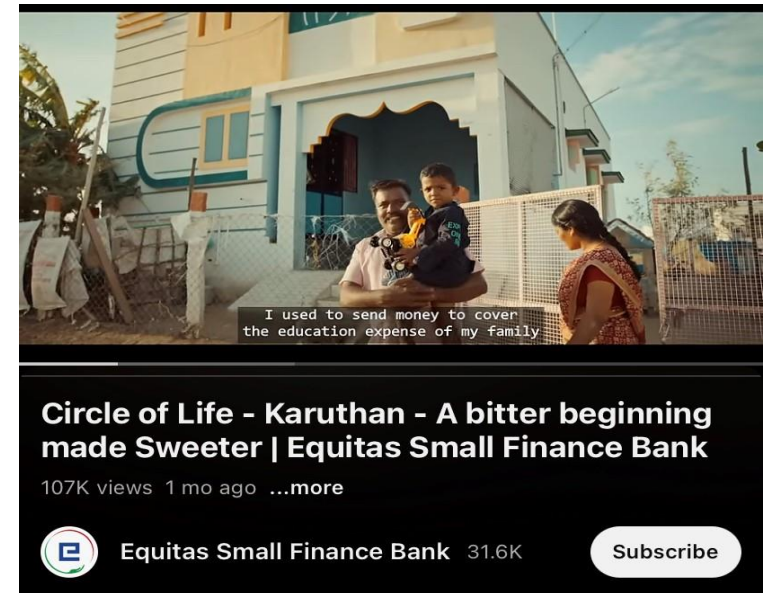 I used to send money to cover
the education expense of my family
Circle of Life - Karuthan - A bitter beginning
made Sweeter | Equitas Small Finance Bank
107K views 1 mo ago ...more
Equitas Small Finance Bank 31.6K Subscribe